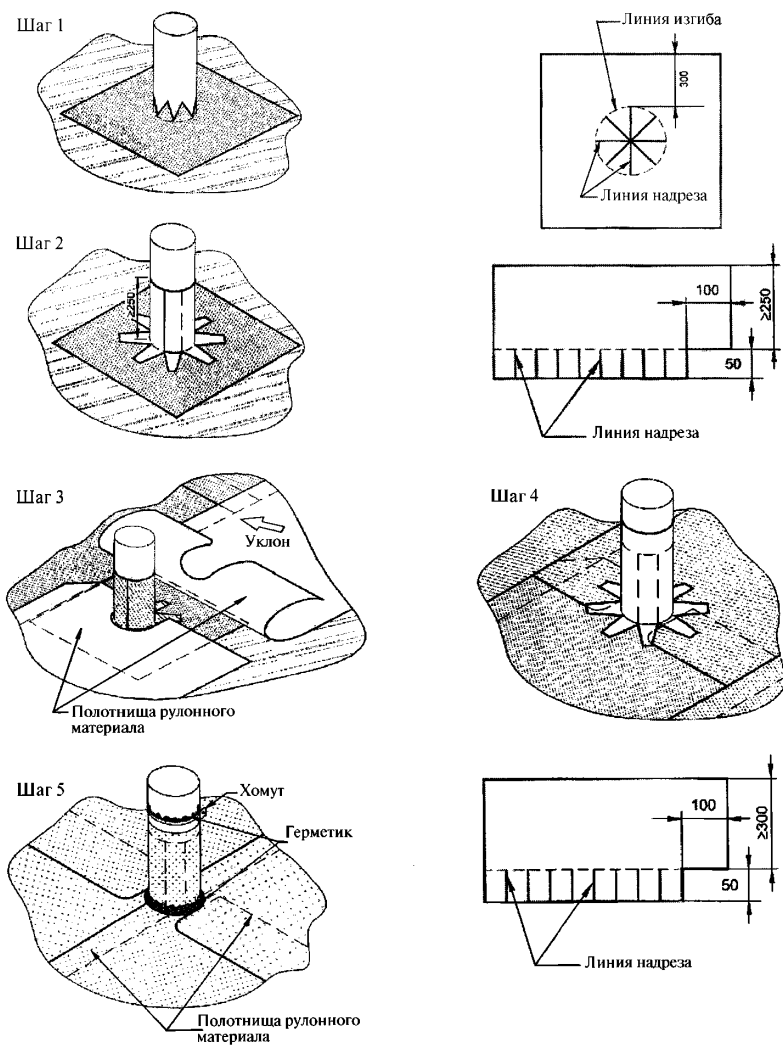 Шаг 1
Линия изгиба
300
Линия надреза
Шаг 2
≥250
100
≥250
50
Линия надреза
Шаг 3
Уклон
Полотнища рулонного
материала
Шаг 4
Шаг 5
Хомут
Герметик
Полотнища рулонного
материала
100
≥300
50
Линия надреза